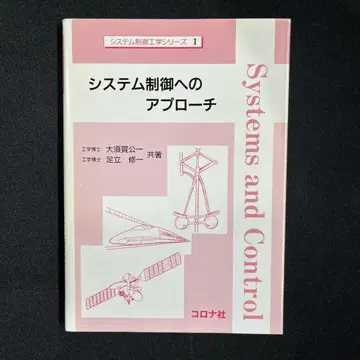 システム制御工学シリーズ 1
システム制御への
アプローチ
工学博士 大須賀公一
工学博士 足立 修一
共著
Systems and Control
コロナ社